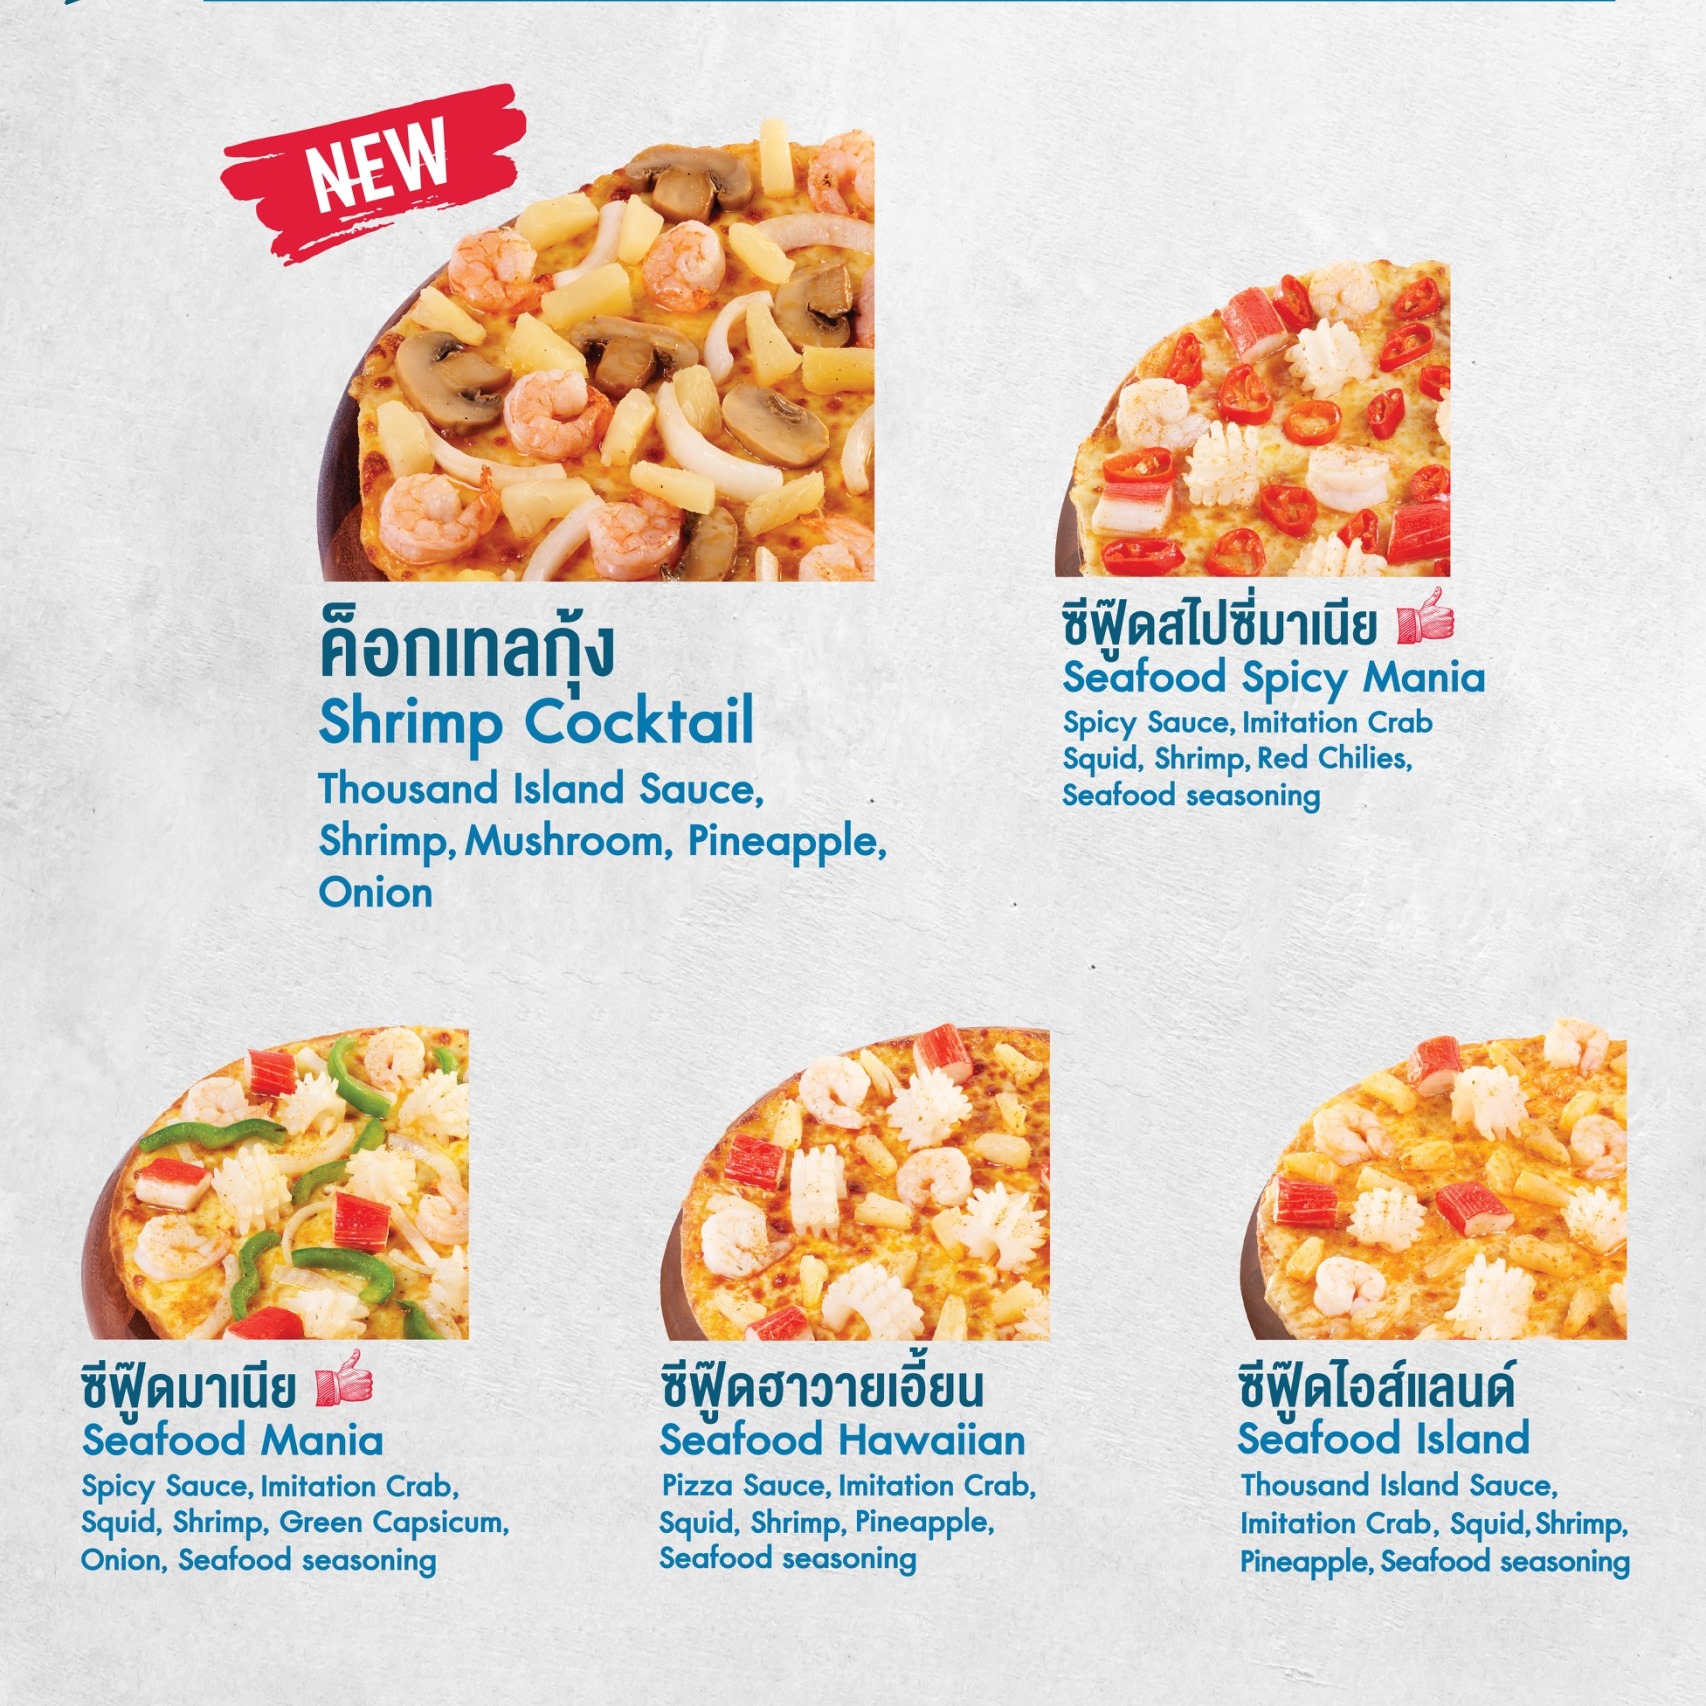 NEW
ค็อกเทลกุ้ง
Shrimp Cocktail
Thousand Island Sauce,
Shrimp, Mushroom, Pineapple,
Onion
ซีฟู๊ดสไปซี่มาเนีย
Seafood Spicy Mania
Spicy Sauce, Imitation Crab
Squid, Shrimp, Red Chilies,
Seafood seasoning
ซีฟู๊ดมาเนีย
Seafood Mania
Spicy Sauce, Imitation Crab,
Squid, Shrimp, Green Capsicum,
Onion, Seafood seasoning
ซีฟู๊ดฮาวายเอี้ยน
Seafood Hawaiian
Pizza Sauce, Imitation Crab,
Squid, Shrimp, Pineapple,
Seafood seasoning
ซีฟู๊ดไอส์แลนด์
Seafood Island
Thousand Island Sauce,
Imitation Crab, Squid, Shrimp,
Pineapple, Seafood seasoning